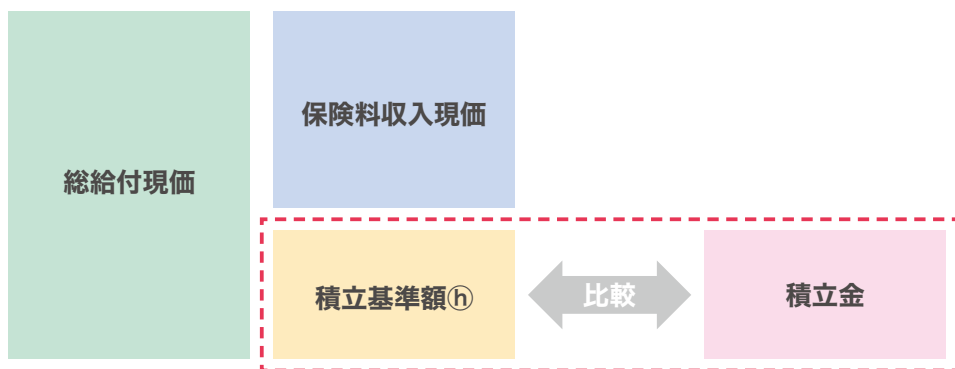 総給付現価
保険料収入現価
積立基準額ⓗ
比較
積立金